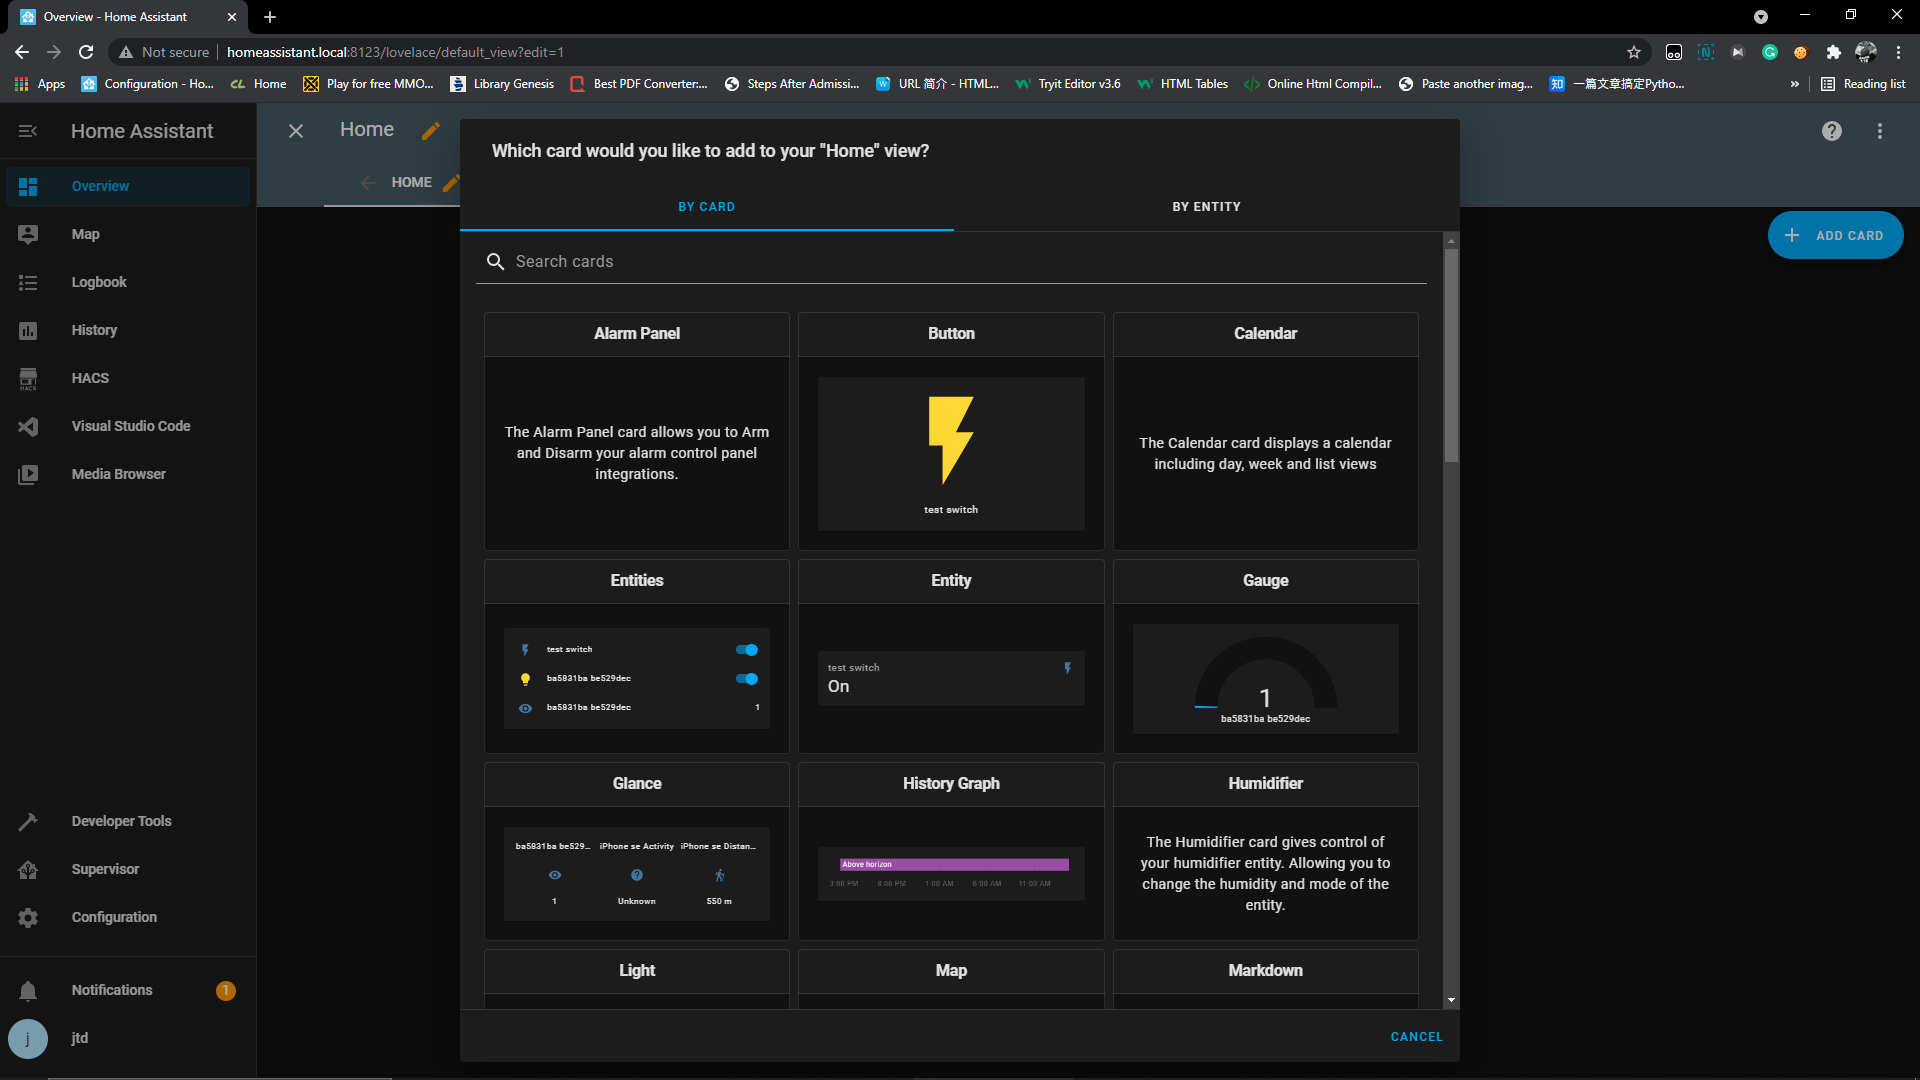 Overview - Home Assistant
Not secure
homeassistant.local:8123/lovelace/default_view?edit=1
Apps
Configuration - Ho...
CL
Home
Play for free MMO...
Library Genesis
Best PDF Converter:...
Steps After Admissi...
URL 简介 - HTML...
Tryit Editor v3.6
HTML Tables
Online Html Compil...
Paste another imag...
知
一篇文章搞定Pytho...
»
Reading list
Home Assistant
Overview
Map
Logbook
History
HACS
HACS
Visual Studio Code
Media Browser
Developer Tools
Supervisor
Configuration
Notifications
1
j
jtd
Home
HOME
ADD CARD
Which card would you like to add to your "Home" view?
BY CARD
BY ENTITY
Search cards
Alarm Panel
The Alarm Panel card allows you to Arm
and Disarm your alarm control panel
integrations.
Button
test switch
Calendar
The Calendar card displays a calendar
including day, week and list views
Entities
test switch
ba5831ba be529dec
ba5831ba be529dec
1
Entity
test switch
On
Gauge
1
ba5831ba be529dec
Glance
ba5831ba be529...
iPhone se Activity
iPhone se Distan...
1
Unknown
550 m
History Graph
Above horizon
3:00 PM
8:00 PM
1:00 AM
6:00 AM
11:00 AM
Humidifier
The Humidifier card gives control of
your humidifier entity. Allowing you to
change the humidity and mode of the
entity.
Light
Map
Markdown
CANCEL